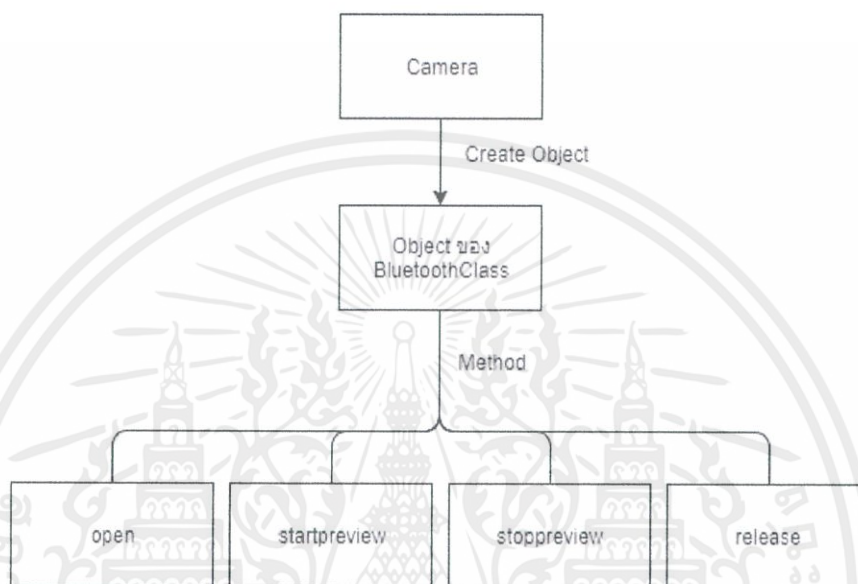 Camera
Create Object
Object ของ
BluetoothClass
Method
open
startpreview
stoppreview
release